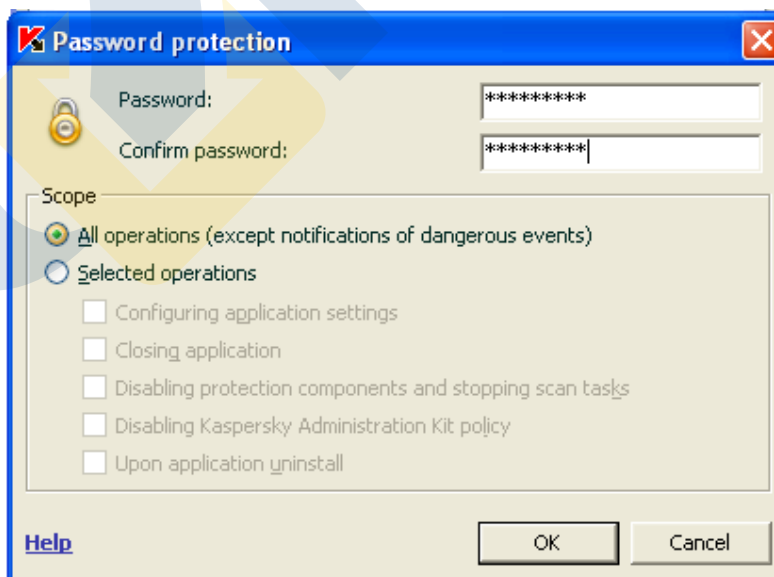 Password protection
Password: *********
Confirm password: *********
Scope
All operations (except notifications of dangerous events)
Selected operations
Configuring application settings
Closing application
Disabling protection components and stopping scan tasks
Disabling Kaspersky Administration Kit policy
Upon application uninstall
Help OK Cancel